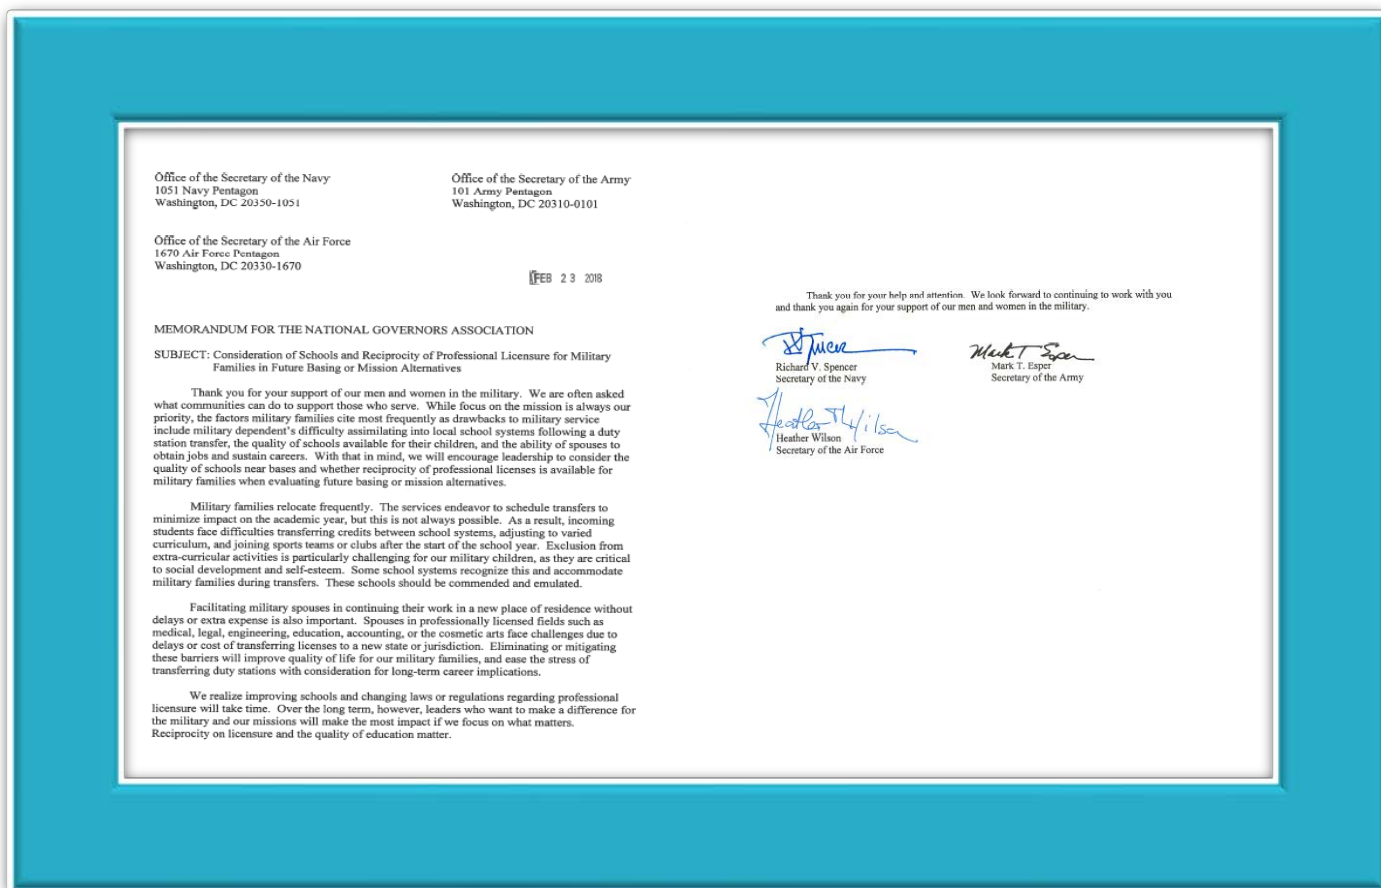 Office of the Secretary of the Navy
1051 Navy Pentagon
Washington, DC 20350-1051
Office of the Secretary of the Army
101 Army Pentagon
Washington, DC 20310-0101
Office of the Secretary of the Air Force
1670 Air Force Pentagon
Washington, DC 20330-1670
FEB 23 2018
MEMORANDUM FOR THE NATIONAL GOVERNORS ASSOCIATION
SUBJECT: Consideration of Schools and Reciprocity of Professional Licensure for Military
Families in Future Basing or Mission Alternatives
Thank you for your support of our men and women in the military. We are often asked
what communities can do to support those who serve. While focus on the mission is always our
priority, the factors military families cite most frequently as drawbacks to military service
include military dependent's difficulty assimilating into local school systems following a duty
station transfer, the quality of schools available for their children, and the ability of spouses to
obtain jobs and sustain careers. With that in mind, we will encourage leadership to consider the
quality of schools near bases and whether reciprocity of professional licenses is available for
military families when evaluating future basing or mission alternatives.
Military families relocate frequently. The services endeavor to schedule transfers to
minimize impact on the academic year, but this is not always possible. As a result, incoming
students face difficulties transferring credits between school systems, adjusting to varied
curriculum, and joining sports teams or clubs after the start of the school year. Exclusion from
extra-curricular activities is particularly challenging for our military children, as they are critical
to social development and self-esteem. Some school systems recognize this and accommodate
military families during transfers. These schools should be commended and emulated.
Facilitating military spouses in continuing their work in a new place of residence without
delays or extra expense is also important. Spouses in professionally licensed fields such as
medical, legal, engineering, education, accounting, or the cosmetic arts face challenges due to
delays or cost of transferring licenses to a new state or jurisdiction. Eliminating or mitigating
these barriers will improve quality of life for our military families, and ease the stress of
transferring duty stations with consideration for long-term career implications.
We realize improving schools and changing laws or regulations regarding professional
licensure will take time. Over the long term, however, leaders who want to make a difference for
the military and our missions will make the most impact if we focus on what matters.
Reciprocity on licensure and the quality of education matter.
Thank you for your help and attention. We look forward to continuing to work with you
and thank you again for your support of our men and women in the military.
Richard V. Spencer
Secretary of the Navy
Mark T Esper
Mark T. Esper
Secretary of the Army
Heather Wilson
Heather Wilson
Secretary of the Air Force